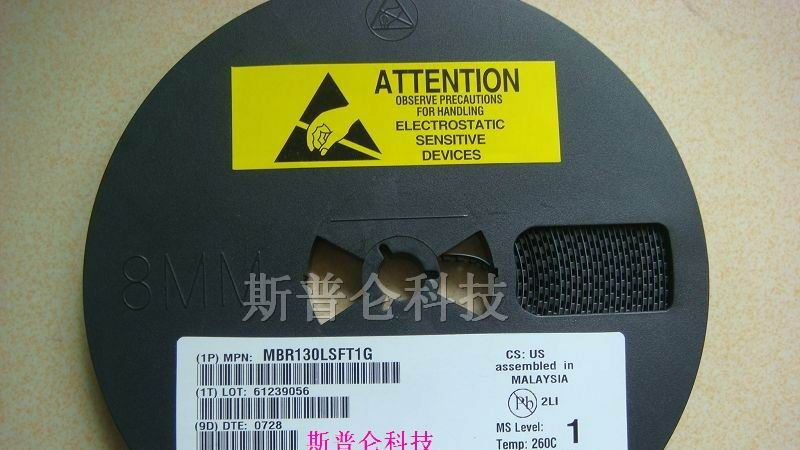 ATTENTION
OBSERVE PRECAUTIONS
FOR HANDLING
ELECTROSTATIC
SENSITIVE
DEVICES
8MM
斯普仑科技
(1P) MPN: MBR130LSFT1G
(1T) LOT: 61239056
(9D) DTE: 0728
CS: US
assembled in
MALAYSIA
Pb 2LI
MS Level: 1
Temp: 260C
斯普仑科技